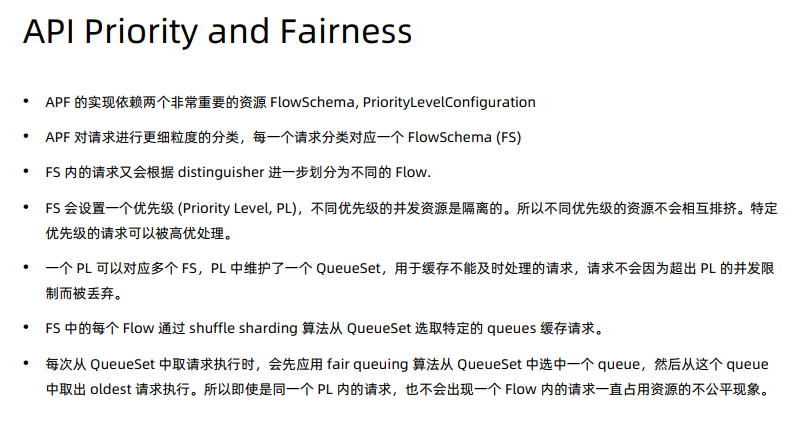 API Priority and Fairness
• APF 的实现依赖两个非常重要的资源 FlowSchema, PriorityLevelConfiguration
• APF 对请求进行更细粒度的分类，每一个请求分类对应一个 FlowSchema (FS)
• FS 内的请求又会根据 distinguisher 进一步划分为不同的 Flow.
• FS 会设置一个优先级 (Priority Level, PL)，不同优先级的并发资源是隔离的。所以不同优先级的资源不会相互排挤。特定
优先级的请求可以被高优处理。
• 一个 PL 可以对应多个 FS，PL 中维护了一个 QueueSet，用于缓存不能及时处理的请求，请求不会因为超出 PL 的并发限
制而被丢弃。
• FS 中的每个 Flow 通过 shuffle sharding 算法从 QueueSet 选取特定的 queues 缓存请求。
• 每次从 QueueSet 中取请求执行时，会先应用 fair queuing 算法从 QueueSet 中选中一个 queue，然后从这个 queue
中取出 oldest 请求执行。所以即使是同一个 PL 内的请求，也不会出现一个 Flow 内的请求一直占用资源的不公平现象。